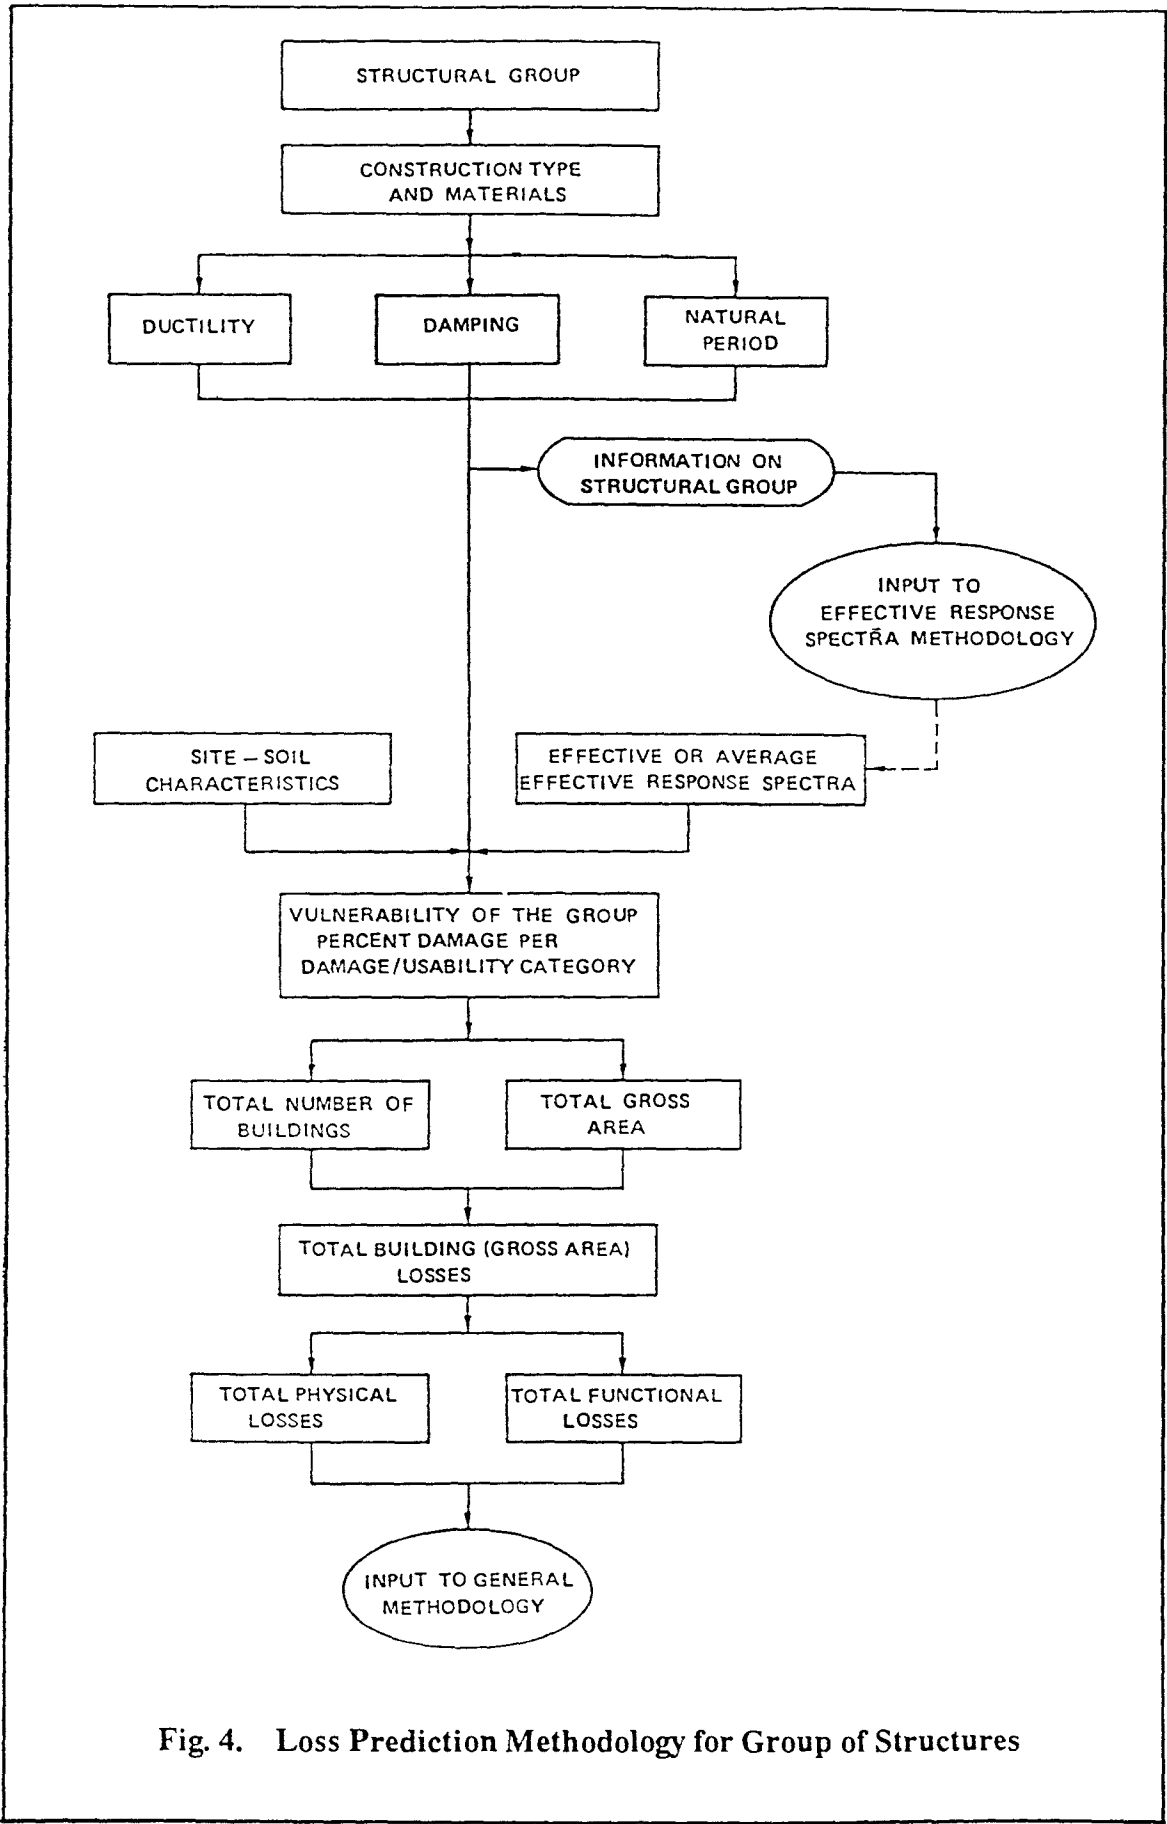 STRUCTURAL GROUP
CONSTRUCTION TYPE
AND MATERIALS
DUCTILITY
DAMPING
NATURAL
PERIOD
INFORMATION ON
STRUCTURAL GROUP
INPUT TO
EFFECTIVE RESPONSE
SPECTRA METHODOLOGY
SITE – SOIL
CHARACTERISTICS
EFFECTIVE OR AVERAGE
EFFECTIVE RESPONSE SPECTRA
VULNERABILITY OF THE GROUP
PERCENT DAMAGE PER
DAMAGE/USABILITY CATEGORY
TOTAL NUMBER OF
BUILDINGS
TOTAL GROSS
AREA
TOTAL BUILDING (GROSS AREA)
LOSSES
TOTAL PHYSICAL
LOSSES
TOTAL FUNCTIONAL
LOSSES
INPUT TO GENERAL
METHODOLOGY
Fig. 4. Loss Prediction Methodology for Group of Structures